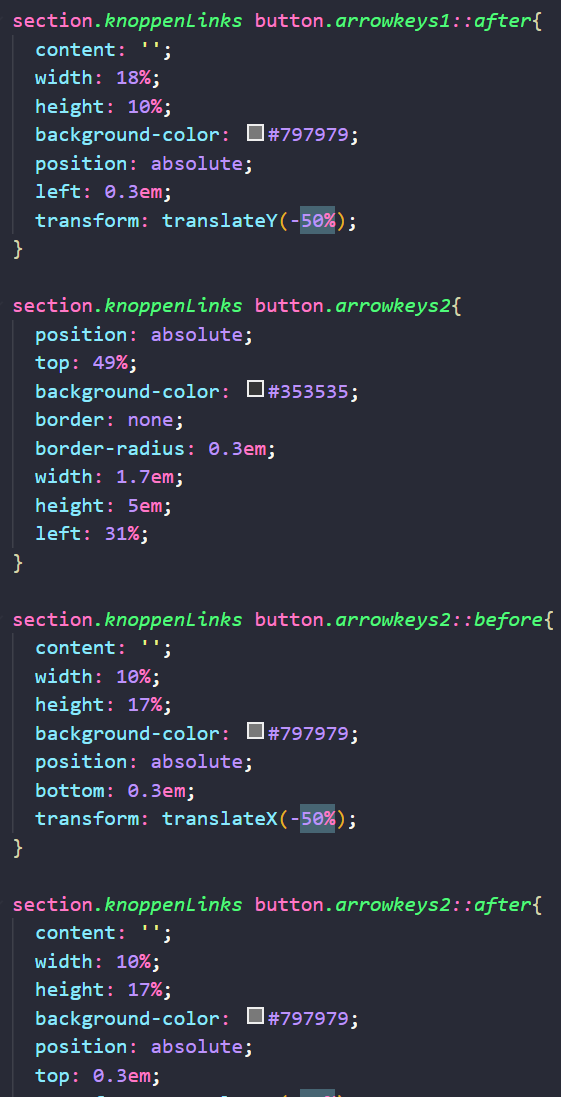 section.knoppenLinks button.arrowkeys1::after{
content: '';
width: 18%;
height: 10%;
background-color: #797979;
position: absolute;
left: 0.3em;
transform: translateY(-50%);
}
section.knoppenLinks button.arrowkeys2{
position: absolute;
top: 49%;
background-color: #353535;
border: none;
border-radius: 0.3em;
width: 1.7em;
height: 5em;
left: 31%;
}
section.knoppenLinks button.arrowkeys2::before{
content: '';
width: 10%;
height: 17%;
background-color: #797979;
position: absolute;
bottom: 0.3em;
transform: translateX(-50%);
}
section.knoppenLinks button.arrowkeys2::after{
content: '';
width: 10%;
height: 17%;
background-color: #797979;
position: absolute;
top: 0.3em;